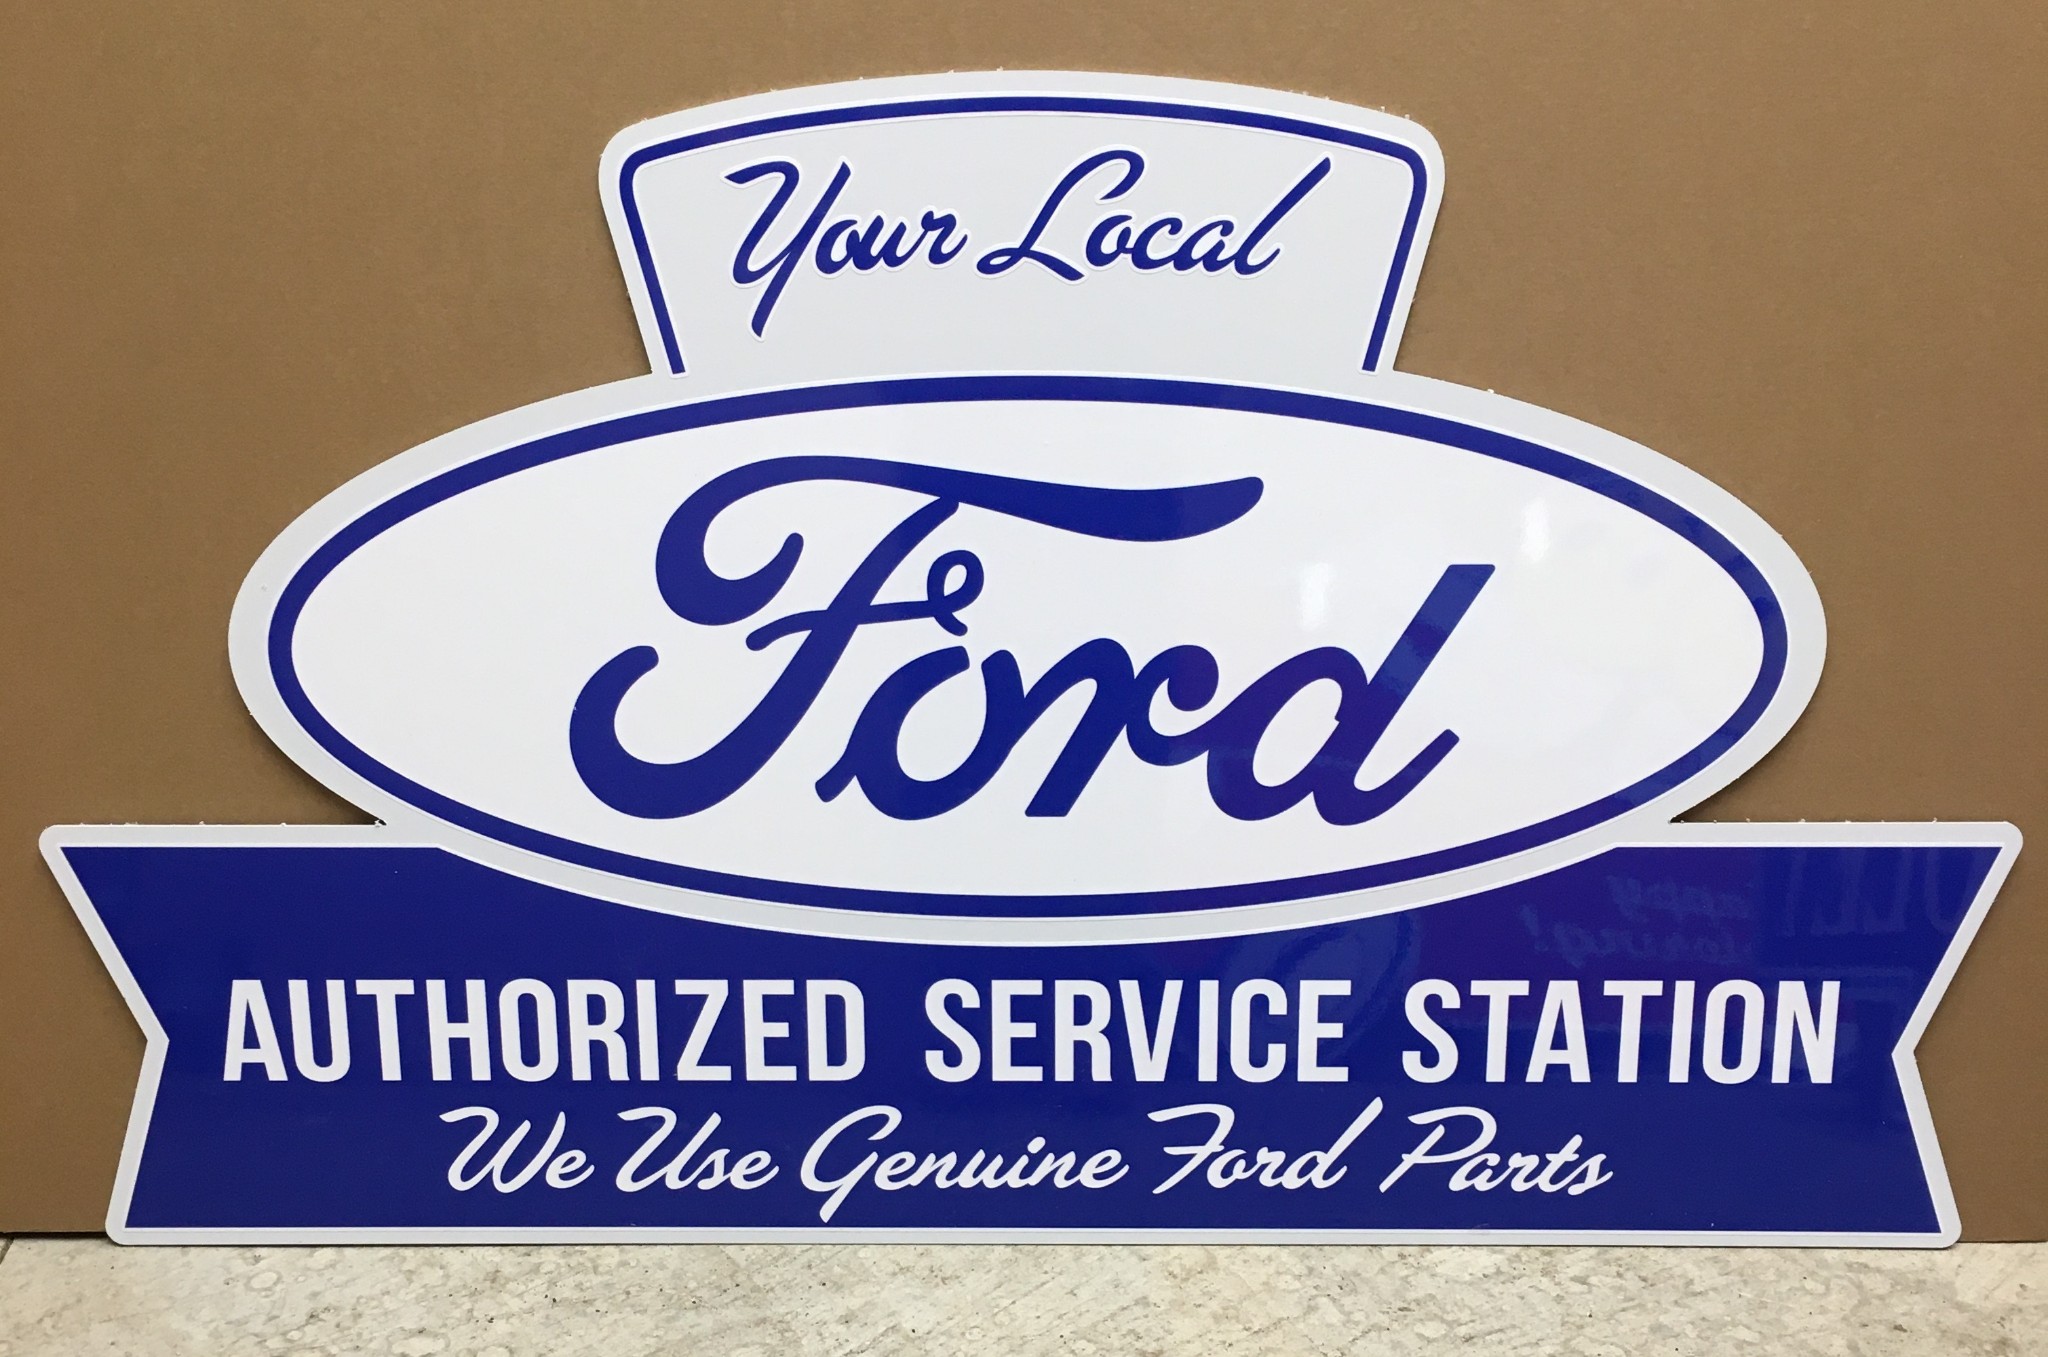 Your Local
Ford
AUTHORIZED SERVICE STATION
We Use Genuine Ford Parts